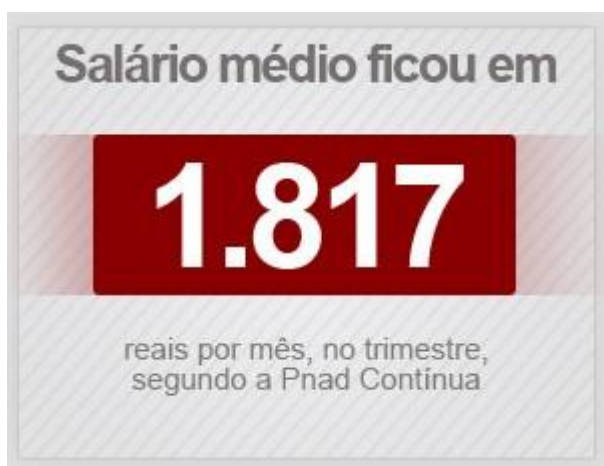 Salário médio ficou em
1.817
reais por mês, no trimestre,
segundo a Pnad Contínua